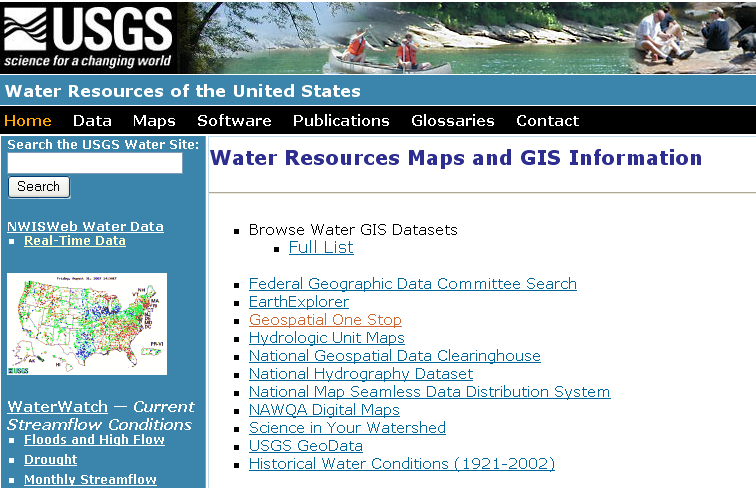 USGS
science for a changing world
Water Resources of the United States
Home Data Maps Software Publications Glossaries Contact
Search the USGS Water Site:
Search
NWISWeb Water Data
Real-Time Data
USGS
WaterWatch — Current
Streamflow Conditions
Floods and High Flow
Drought
Monthly Streamflow
Water Resources Maps and GIS Information
Browse Water GIS Datasets
Full List
Federal Geographic Data Committee Search
EarthExplorer
Geospatial One Stop
Hydrologic Unit Maps
National Geospatial Data Clearinghouse
National Hydrography Dataset
National Map Seamless Data Distribution System
NAWQA Digital Maps
Science in Your Watershed
USGS GeoData
Historical Water Conditions (1921-2002)